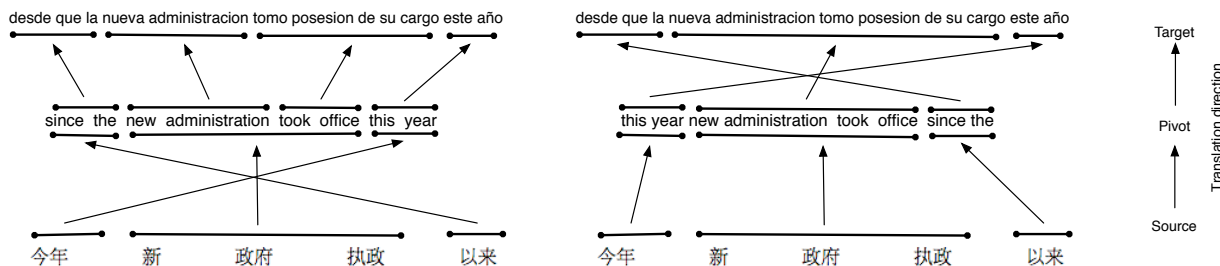 desde que la nueva administracion tomo posesion de su cargo este año
since the new administration took office this year
今年 新 政府 执政 以来
desde que la nueva administracion tomo posesion de su cargo este año
this year new administration took office since the
今年 新 政府 执政 以来
Target
Pivot
Source
Translation direction